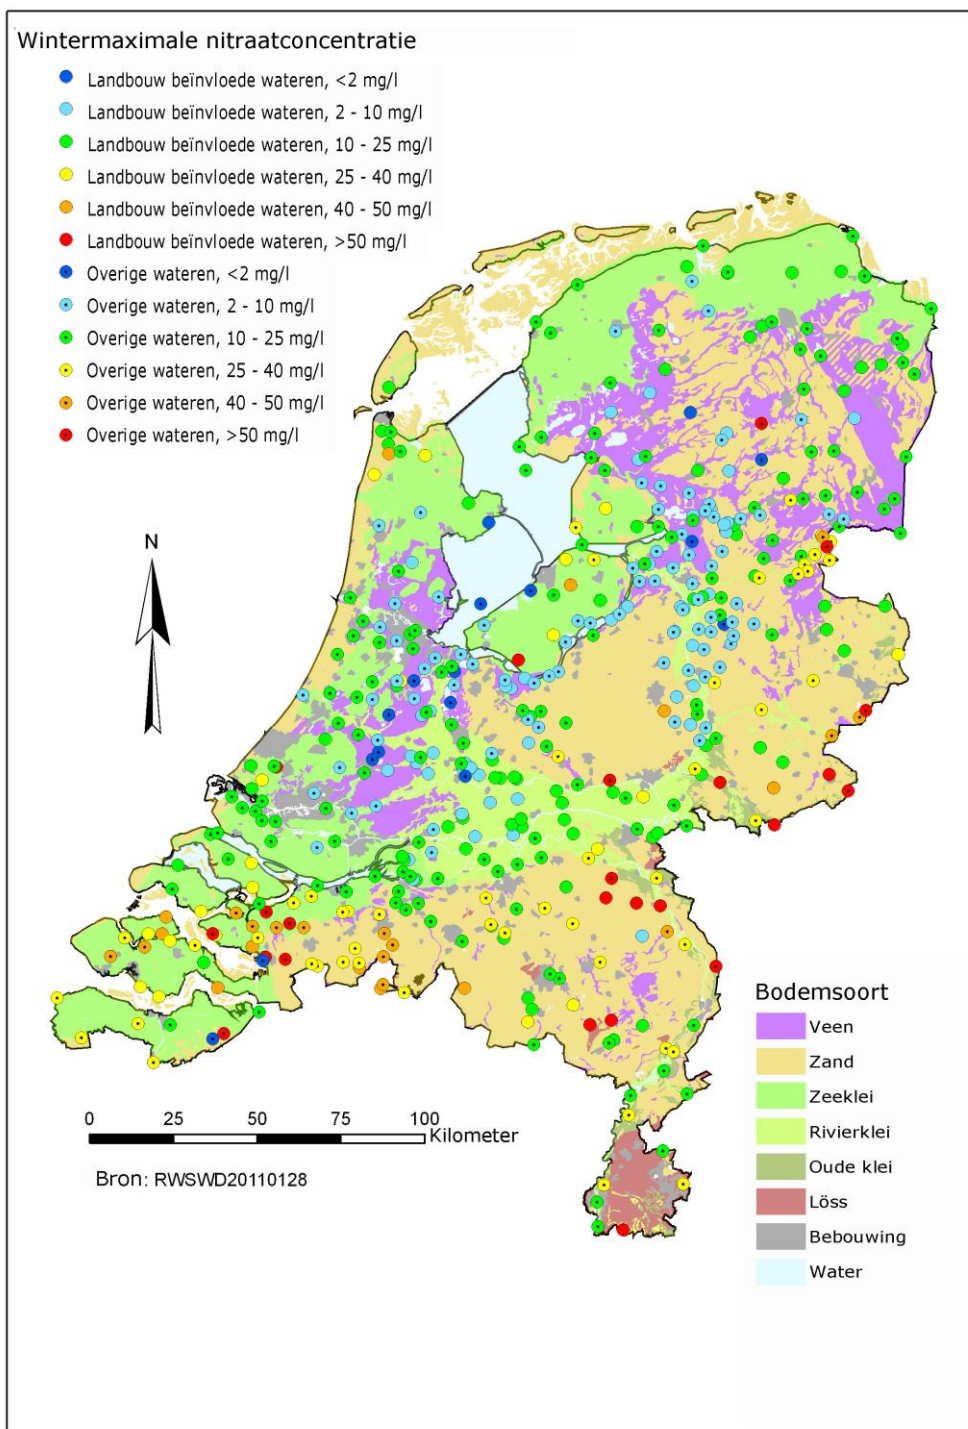 Wintermaximale nitraatconcentratie
Landbouw beïnvloede wateren, <2 mg/l
Landbouw beïnvloede wateren, 2 - 10 mg/l
Landbouw beïnvloede wateren, 10 - 25 mg/l
Landbouw beïnvloede wateren, 25 - 40 mg/l
Landbouw beïnvloede wateren, 40 - 50 mg/l
Landbouw beïnvloede wateren, >50 mg/l
Overige wateren, <2 mg/l
Overige wateren, 2 - 10 mg/l
Overige wateren, 10 - 25 mg/l
Overige wateren, 25 - 40 mg/l
Overige wateren, 40 - 50 mg/l
Overige wateren, >50 mg/l
N
Bodemsoort
Veen
Zand
Zeeklei
Rivierklei
Oude klei
Löss
Bebouwing
Water
0 25 50 75 100
Kilometer
Bron: RWSWD20110128